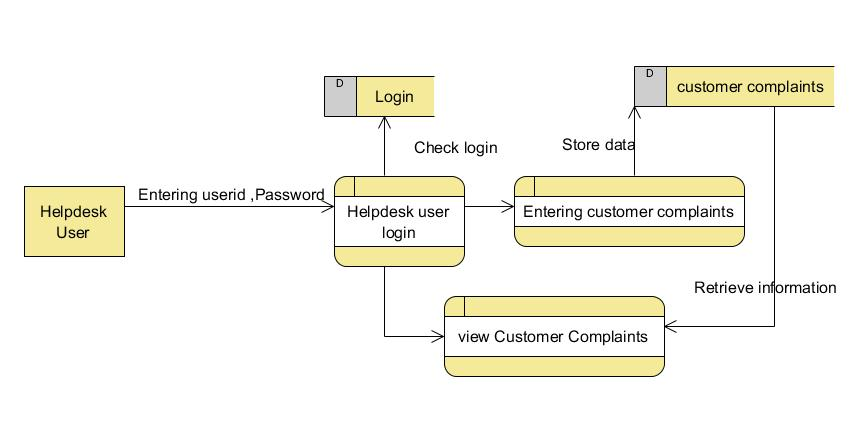 D
Login
D
customer complaints
Check login
Store data
Entering userid ,Password
Helpdesk
User
Helpdesk user
login
Entering customer complaints
Retrieve information
view Customer Complaints